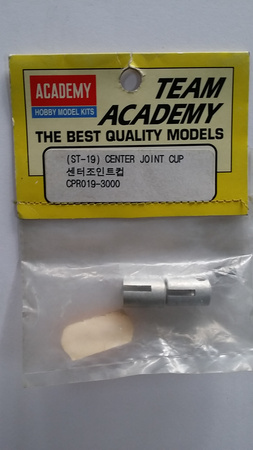 ACADEMY
HOBBY MODEL KITS
TEAM
ACADEMY
THE BEST QUALITY MODELS
(ST-19) CENTER JOINT CUP
센터조인트컵
CPR019-3000